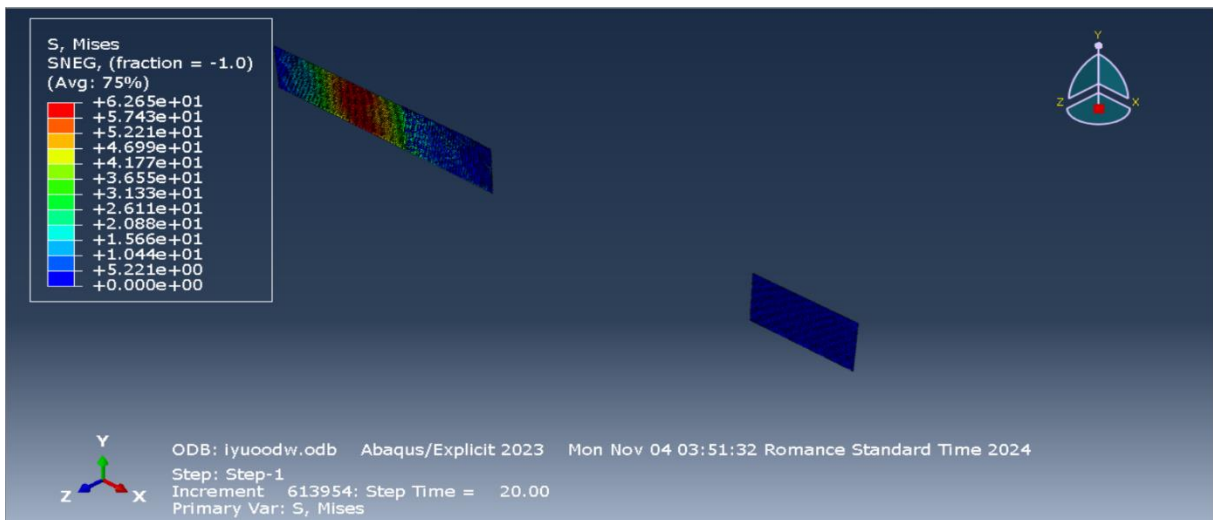 S, Mises
SNEG, (fraction = -1.0)
(Avg: 75%)
+6.265e+01
+5.743e+01
+5.221e+01
+4.699e+01
+4.177e+01
+3.655e+01
+3.133e+01
+2.611e+01
+2.088e+01
+1.566e+01
+1.044e+01
+5.221e+00
+0.000e+00
Y
Z X
Y
Z X
ODB: iyuoodw.odb Abaqus/Explicit 2023 Mon Nov 04 03:51:32 Romance Standard Time 2024
Step: Step-1
Increment 613954: Step Time = 20.00
Primary Var: S, Mises